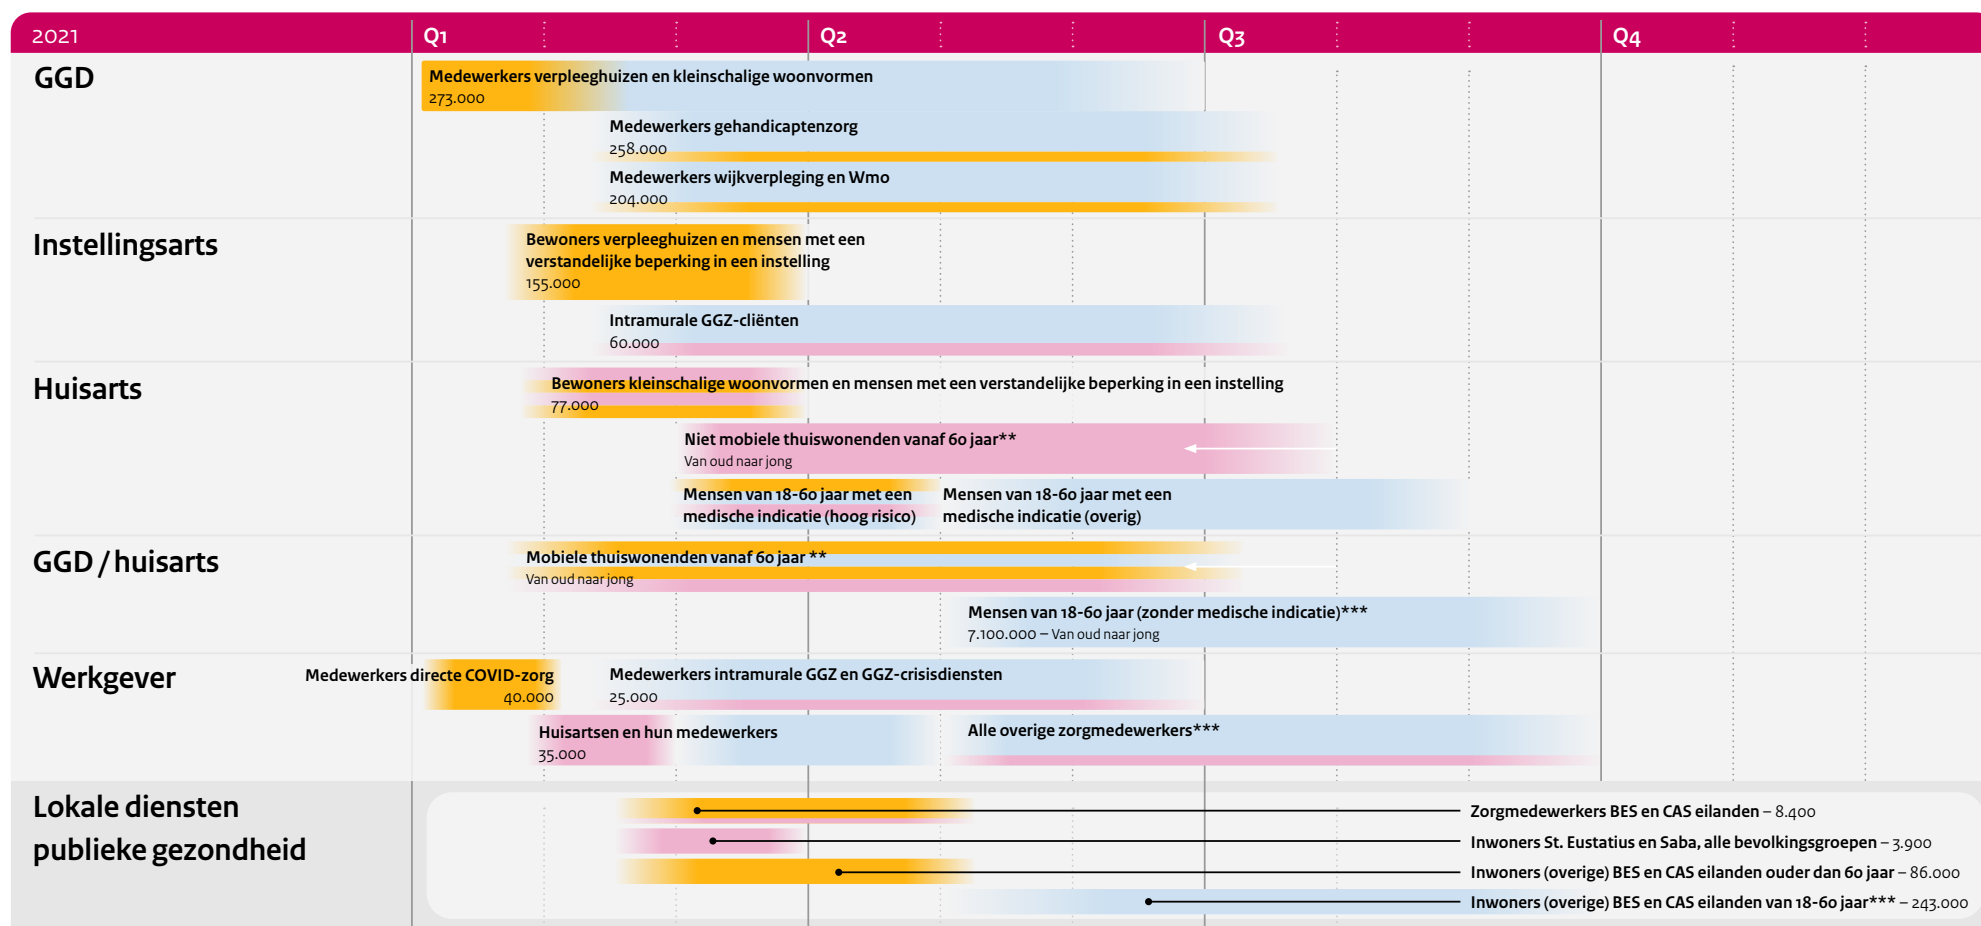 2021
Q1
Q2
Q3
Q4
GGD
Medewerkers verpleeghuizen en kleinschalige woonvormen
273.000
Medewerkers gehandicaptenzorg
258.000
Medewerkers wijkverpleging en Wmo
204.000
Instellingsarts
Bewoners verpleeghuizen en mensen met een
verstandelijke beperking in een instelling
155.000
Intramurale GGZ-cliënten
60.000
Huisarts
Bewoners kleinschalige woonvormen en mensen met een verstandelijke beperking in een instelling
77.000
Niet mobiele thuiswonenden vanaf 60 jaar**
Van oud naar jong
Mensen van 18-60 jaar met een
medische indicatie (hoog risico)
Mensen van 18-60 jaar met een
medische indicatie (overig)
GGD / huisarts
Mobiele thuiswonenden vanaf 60 jaar **
Van oud naar jong
Mensen van 18-60 jaar (zonder medische indicatie)***
7.100.000 – Van oud naar jong
Werkgever
Medewerkers directe COVID-zorg
40.000
Medewerkers intramurale GGZ en GGZ-crisisdiensten
25.000
Huisartsen en hun medewerkers
35.000
Alle overige zorgmedewerkers***
Lokale diensten
publieke gezondheid
Zorgmedewerkers BES en CAS eilanden – 8.400
Inwoners St. Eustatius en Saba, alle bevolkingsgroepen – 3.900
Inwoners (overige) BES en CAS eilanden ouder dan 60 jaar – 86.000
Inwoners (overige) BES en CAS eilanden van 18-60 jaar*** – 243.000